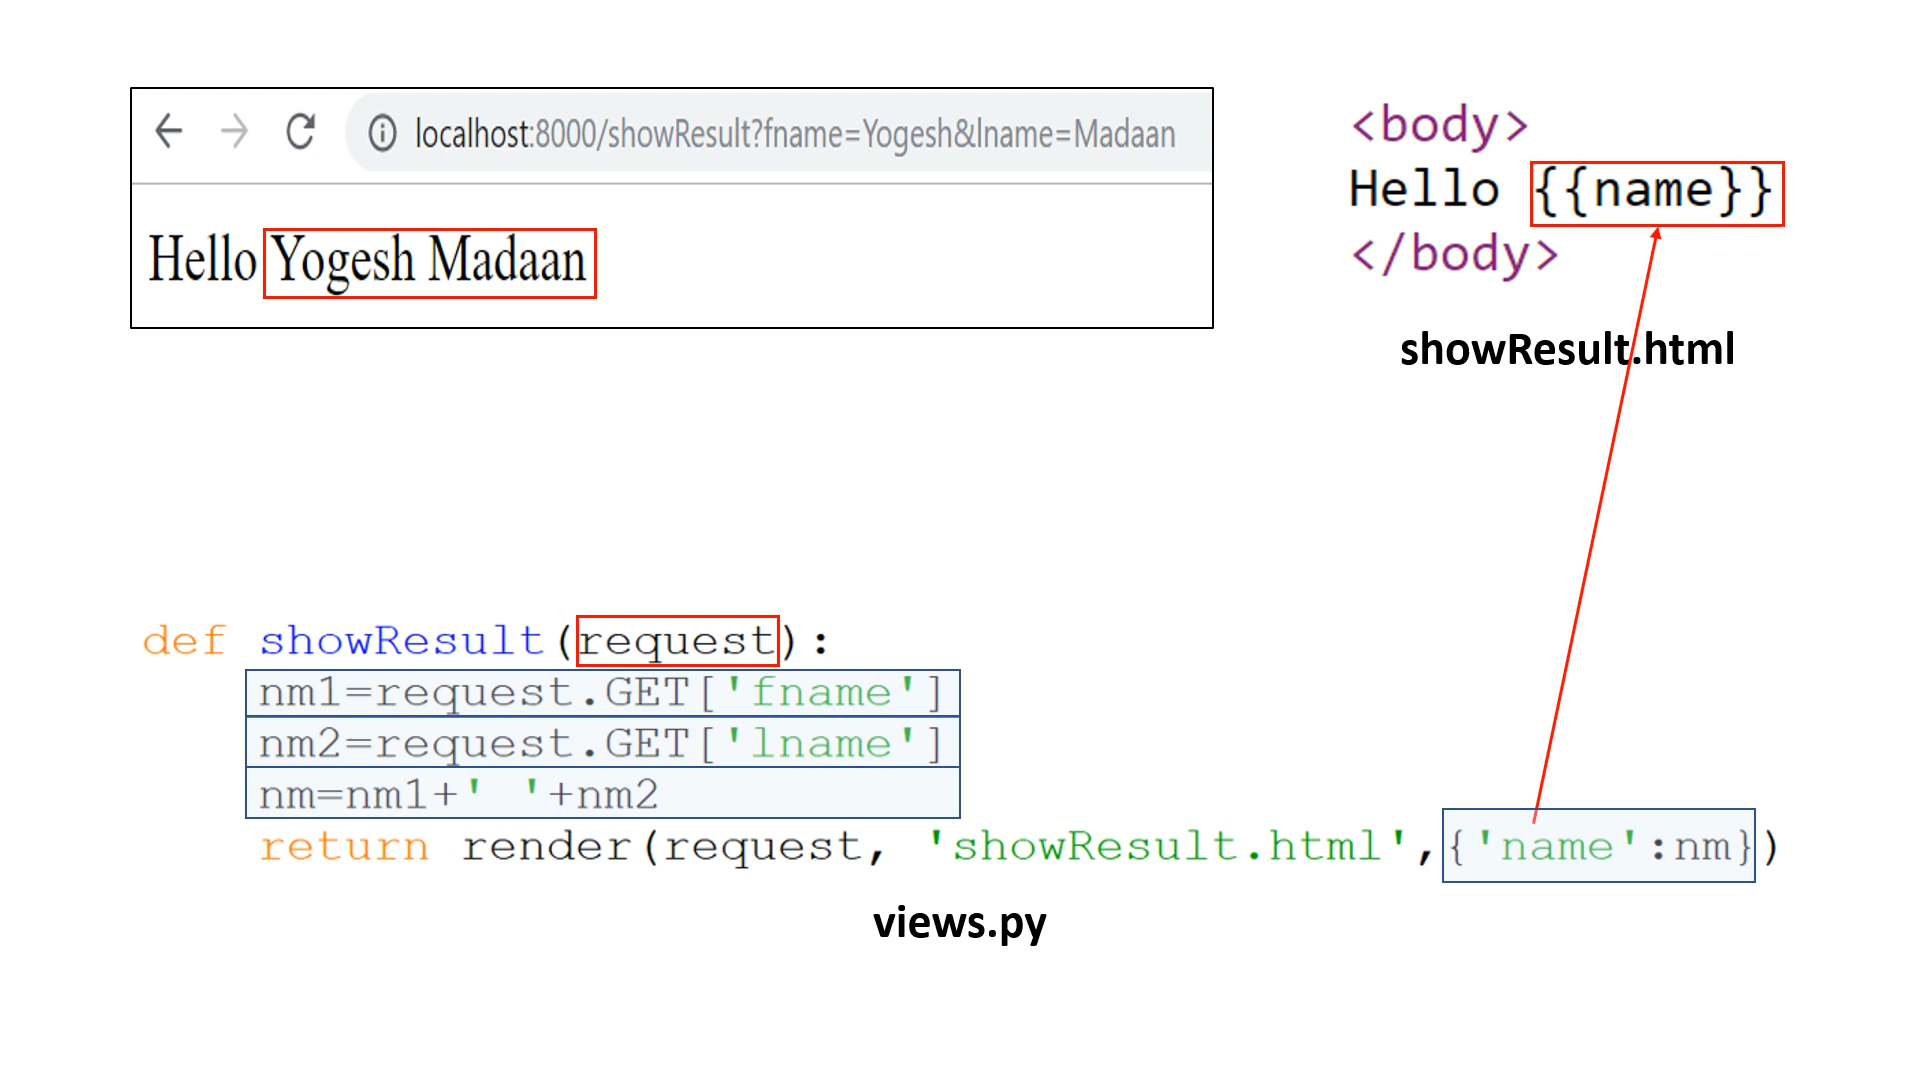 localhost:8000/showResult?fname=Yogesh&lname=Madaan
Hello Yogesh Madaan
<body>
Hello {{name}}
</body>
showResult.html
def showResult(request):
nm1=request.GET['fname']
nm2=request.GET['lname']
nm=nm1+' '+nm2
return render(request, 'showResult.html',{'name':nm})
views.py